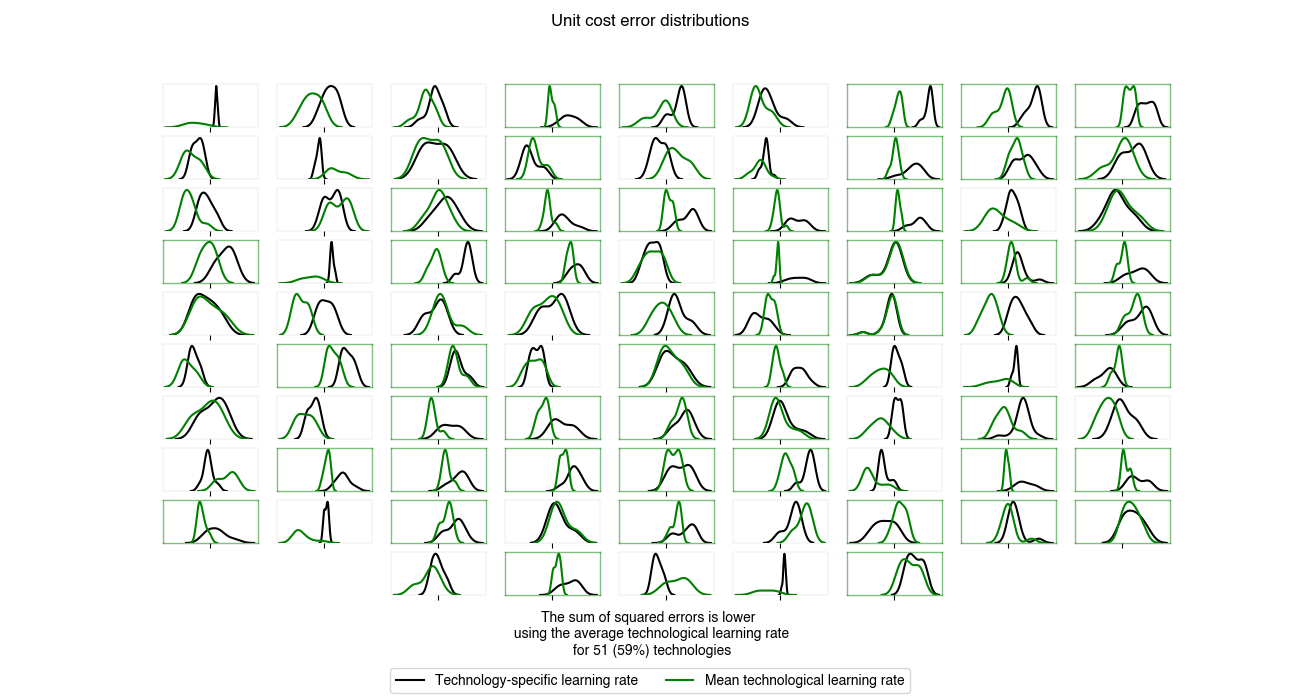 Unit cost error distributions
The sum of squared errors is lower
using the average technological learning rate
for 51 (59%) technologies
Technology-specific learning rate
Mean technological learning rate